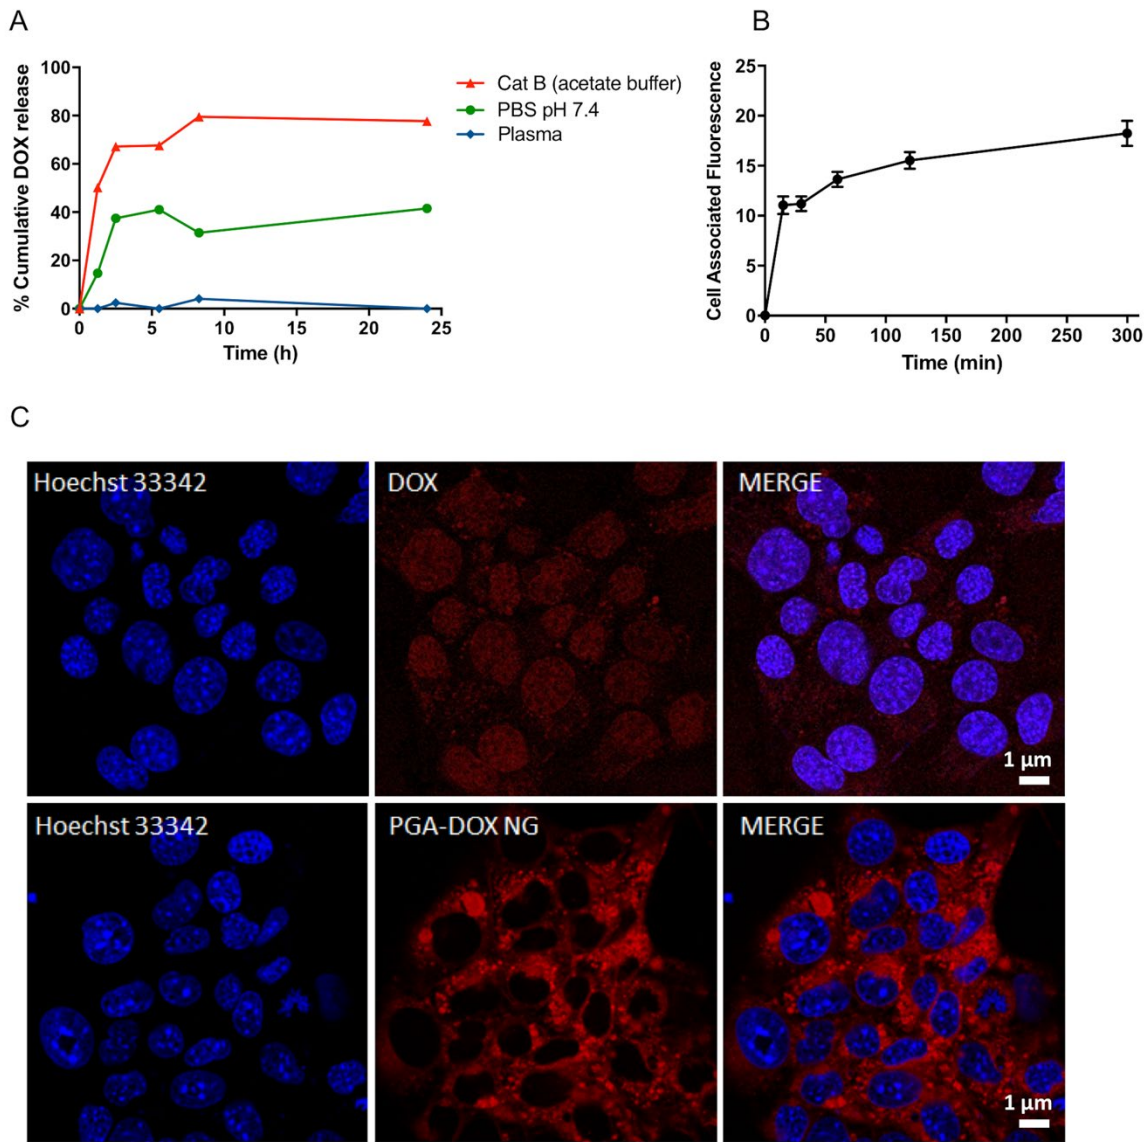 A
% Cumulative DOX release
100
80
60
40
20
0
0 5 10 15 20 25
Time (h)
Cat B (acetate buffer)
PBS pH 7.4
Plasma
B
Cell Associated Fluorescence
25
20
15
10
5
0
0 50 100 150 200 250 300
Time (min)
C
Hoechst 33342 DOX MERGE
1 µm
Hoechst 33342 PGA-DOX NG MERGE
1 µm